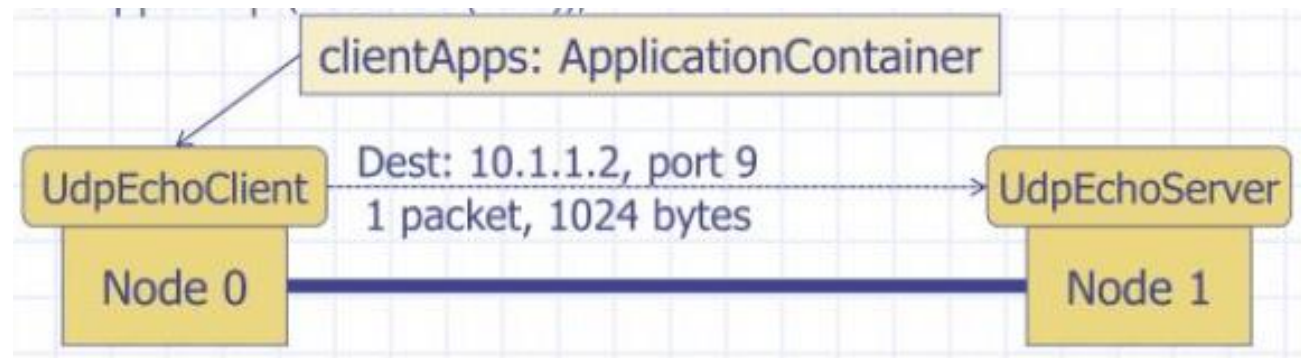 clientApps: ApplicationContainer
Dest: 10.1.1.2, port 9
UdpEchoClient
UdpEchoServer
1 packet, 1024 bytes
Node 0
Node 1